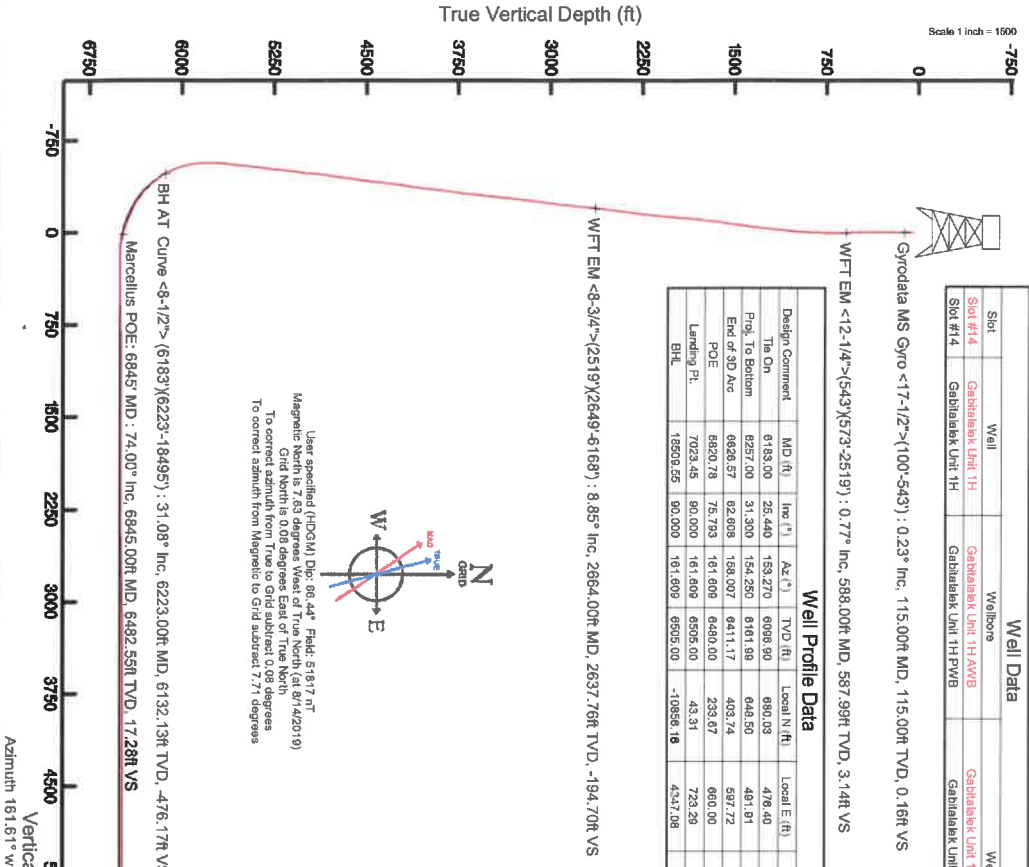 True Vertical Depth (ft)
Scale 1 inch = 1500
-750
0
750
1500
2250
3000
3750
4500
5250
6000
6750
-750
0
750
1500
2250
3000
3750
4500
Azimuth 161.61° w
Well Data
Slot Well Wellbore
Slot #14 Gabitalalek Unit 1H Gabitalalek Unit 1H AWB Gabitalalek Unit
Slot #14 Gabitalalek Unit 1H Gabitalalek Unit 1H PWB Gabitalalek
Gyrodata MS Gyro <17-1/2">(100'-543') : 0.23° Inc, 115.00ft MD, 115.00ft TVD, 0.16ft VS
WFT EM <12-1/4">(543')(573'-2519') : 0.77° Inc, 588.00ft MD, 587.99ft TVD, 3.14ft VS
Well Profile Data
Design Comment MD (ft) Inc (°) Az (°) TVD (ft) Local N (ft) Local E (ft)
Tie On 6183.00 25.440 153.270 6096.90 680.03 476.40
Proj. To Bottom 6257.00 31.300 154.250 6161.99 648.50 491.91
End of 3D Arc 6626.57 62.608 158.007 6411.17 403.74 597.72
POE 6820.78 75.793 161.609 6480.00 233.67 660.00
Landing Pt. 7023.45 90.000 161.609 6505.00 43.31 723.29
BHL 18509.55 90.000 161.609 6505.00 -10856.16 4347.08
WFT EM <8-3/4">(2519')(2649'-6168') : 8.85° Inc, 2664.00ft MD, 2637.76ft TVD, -194.70ft VS
N
GRID
TRUE
MAG
W
E
User specified (HDGM) Dip: 66.44° Field: 51817 nT
Magnetic North is 7.63 degrees West of True North (at 8/14/2019)
Grid North is 0.08 degrees East of True North
To correct azimuth from True to Grid subtract 0.08 degrees
To correct azimuth from Magnetic to Grid subtract 7.71 degrees
BH AT Curve <8-1/2"> (6183')(6223'-18495') : 31.08° Inc, 6223.00ft MD, 6132.13ft TVD, -476.17ft VS
Marcellus POE: 6845' MD : 74.00° Inc, 6845.00ft MD, 6482.55ft TVD, 17.28ft VS